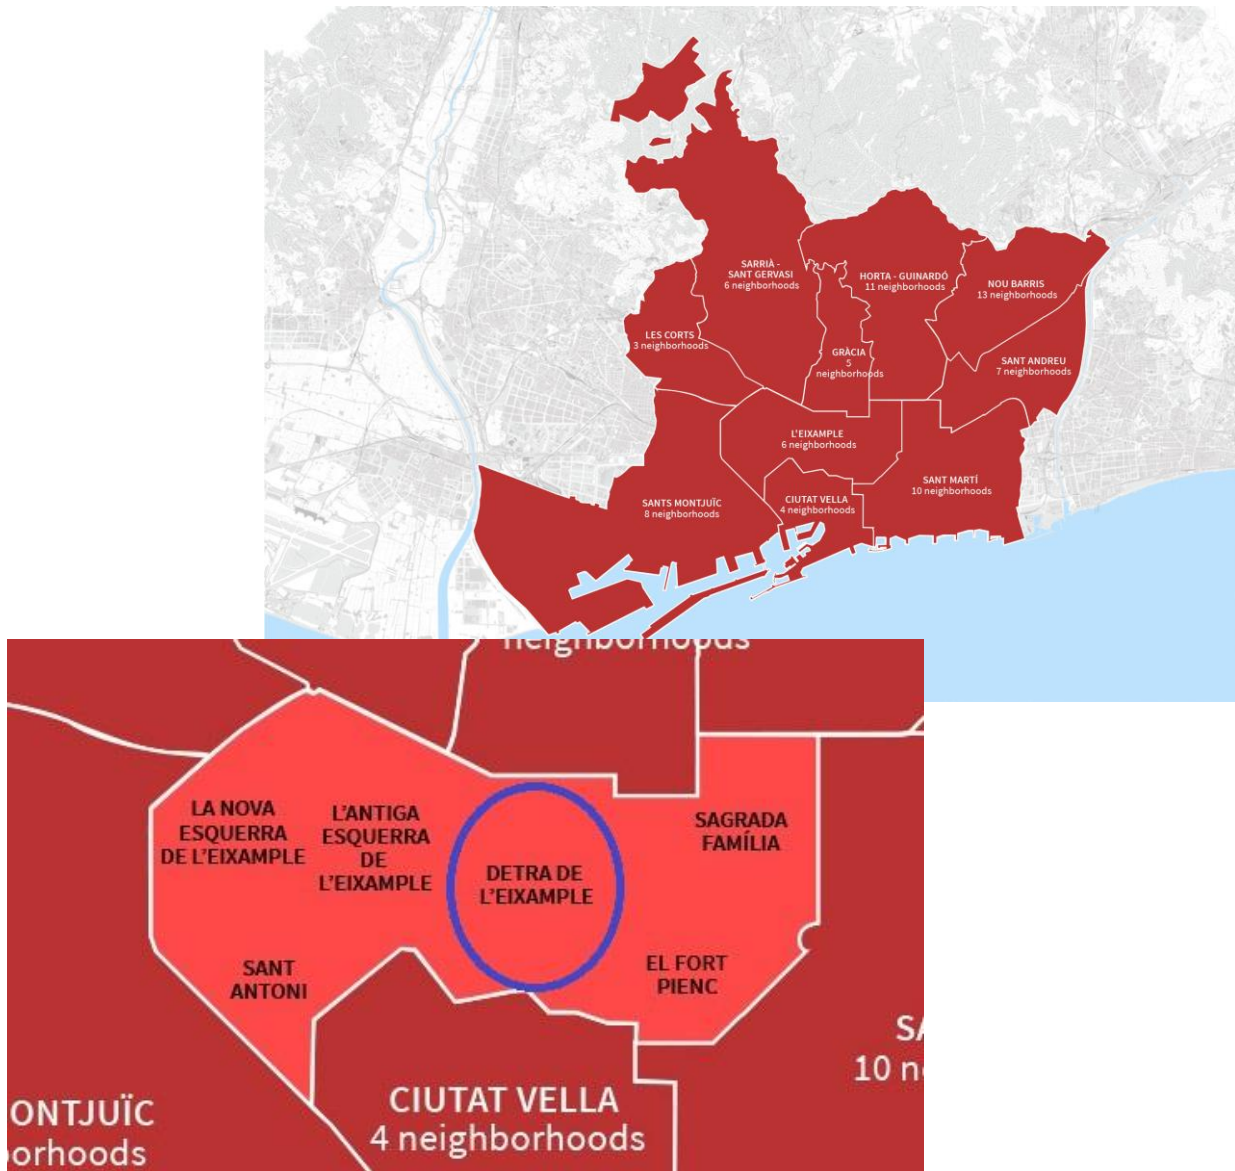 SARRIÀ -
SANT GERVASI
6 neighborhoods
HORTA - GUINARDÓ
11 neighborhoods
NOU BARRIS
13 neighborhoods
LES CORTS
3 neighborhoods
GRÀCIA
5
neighborhoods
SANT ANDREU
7 neighborhoods
L'EIXAMPLE
6 neighborhoods
SANT MARTÍ
10 neighborhoods
SANTS MONTJUÏC
8 neighborhoods
CIUTAT VELLA
4 neighborhoods
neighborhoods
LA NOVA
ESQUERRA
DE L'EIXAMPLE
L'ANTIGA
ESQUERRA
DE
L'EIXAMPLE
DETRA DE
L'EIXAMPLE
SAGRADA
FAMÍLIA
SANT
ANTONI
EL FORT
PIENC
SA
10 n
ONTJUÏC
orhoods
CIUTAT VELLA
4 neighborhoods